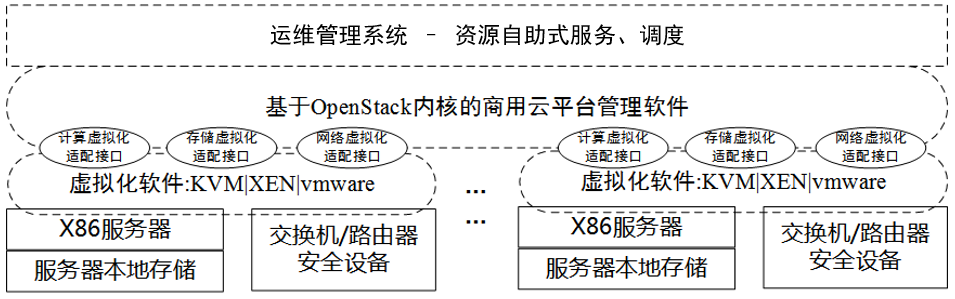 运维管理系统 - 资源自助式服务、调度
基于OpenStack内核的商用云平台管理软件
计算虚拟化
适配接口
存储虚拟化
适配接口
网络虚拟化
适配接口
计算虚拟化
适配接口
存储虚拟化
适配接口
网络虚拟化
适配接口
虚拟化软件:KVM|XEN|vmware
...
虚拟化软件:KVM|XEN|vmware
X86服务器
交换机/路由器
安全设备
...
X86服务器
交换机/路由器
安全设备
服务器本地存储
服务器本地存储